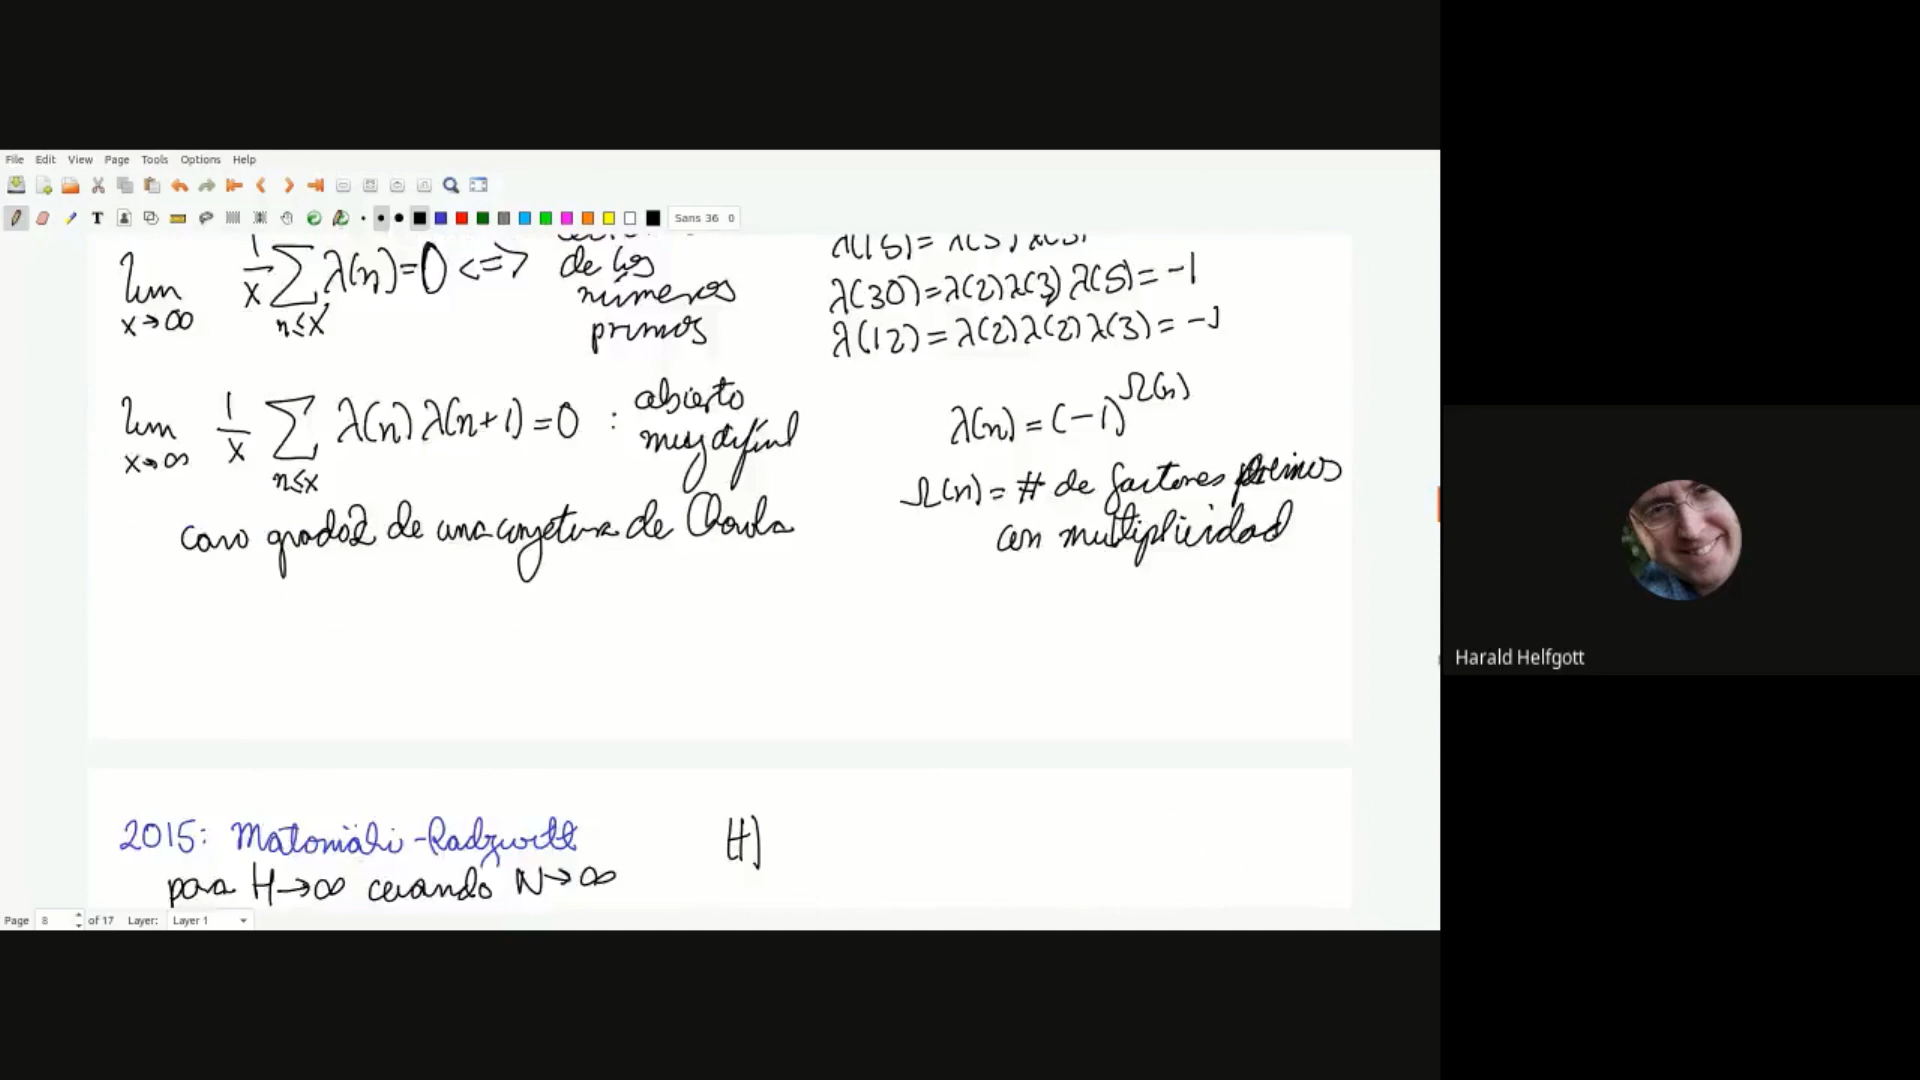 File Edit View Page Tools Options Help
Sans 36 0
lim x→∞ 1/x ∑ n≤x λ(n)=0 <=>
de los
números
primos
λ(15)= λ(3) λ(5)
λ(30)=λ(2)λ(3)λ(5)=-1
λ(12)=λ(2)λ(2)λ(3)=-1
lim x→∞ 1/x ∑ n≤x λ(n)λ(n+1)=0 : abierto
muy difícil
caso grado 2 de una conjetura de Chowla
λ(n)=(-1)^Ω(n)
Ω(n)= # de factores primos
con multiplicidad
2015: Matomäki-Radziwiłł
para H→∞ cuando N→∞
H
Page 8 of 17 Layer: Layer 1
Harald Helfgott